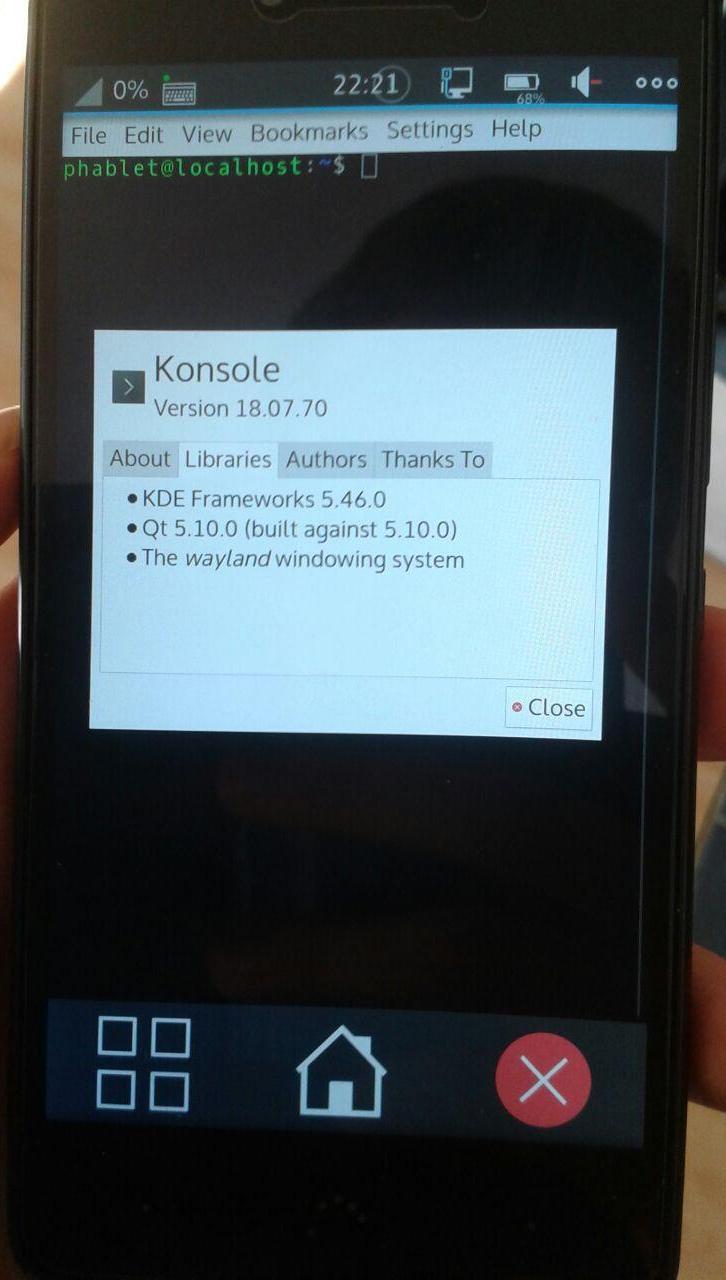 0% 22:21 68%
File Edit View Bookmarks Settings Help
phablet@localhost:~$
Konsole
Version 18.07.70
About Libraries Authors Thanks To
• KDE Frameworks 5.46.0
• Qt 5.10.0 (built against 5.10.0)
• The wayland windowing system
Close